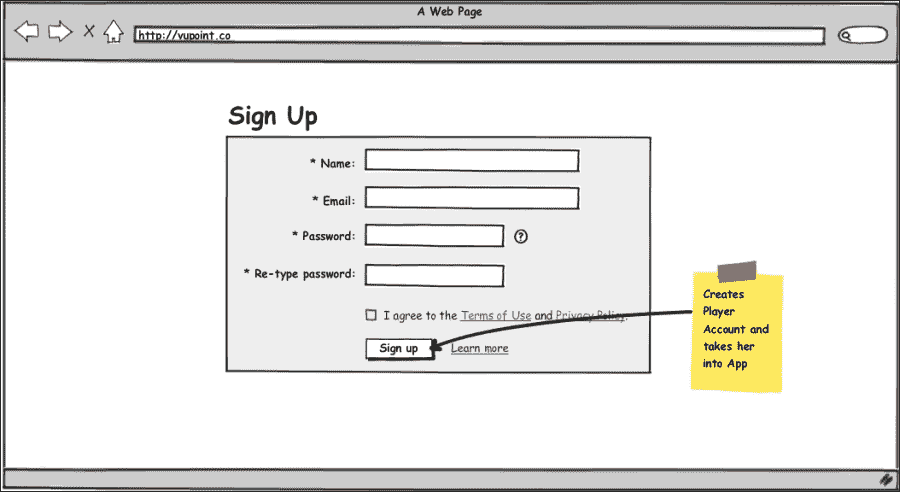 A Web Page
http://vupoint.co
Sign Up
* Name:
* Email:
* Password: ?
* Re-type password:
I agree to the Terms of Use and Privacy Policy.
Sign up Learn more
Creates
Player
Account and
takes her
into App